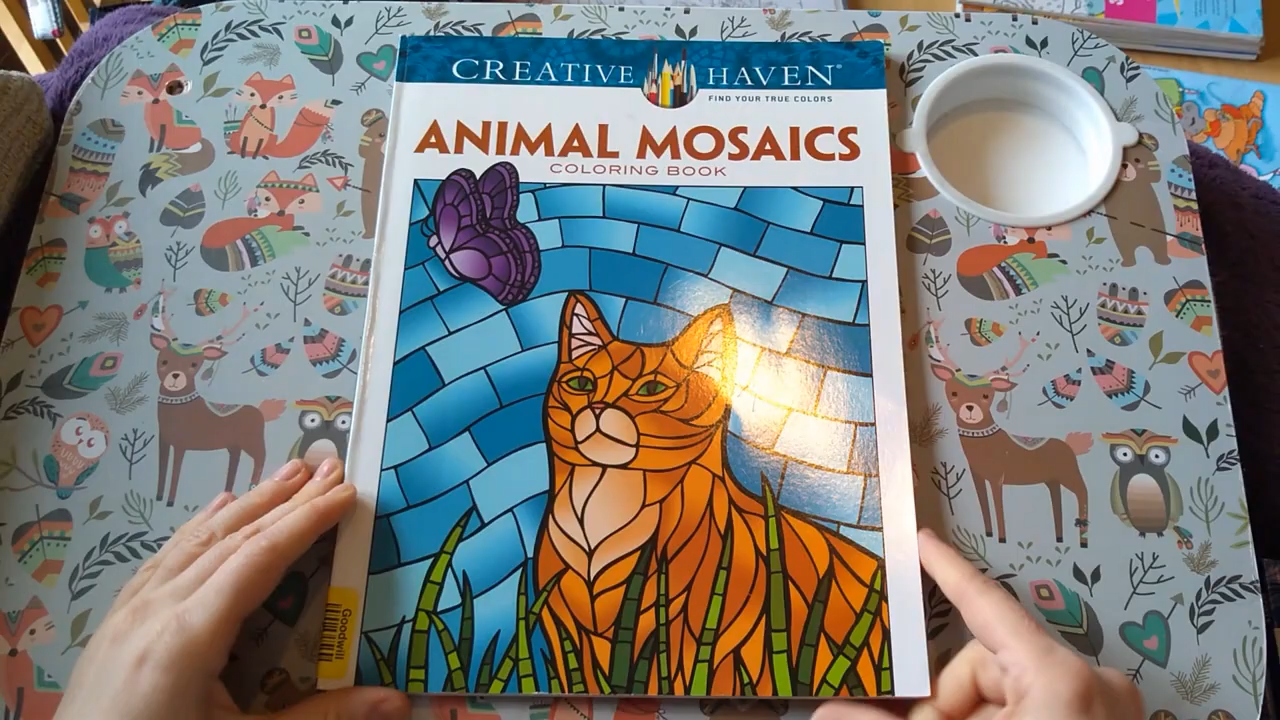 CREATIVE HAVEN®
FIND YOUR TRUE COLORS
ANIMAL MOSAICS
COLORING BOOK
Goodwill